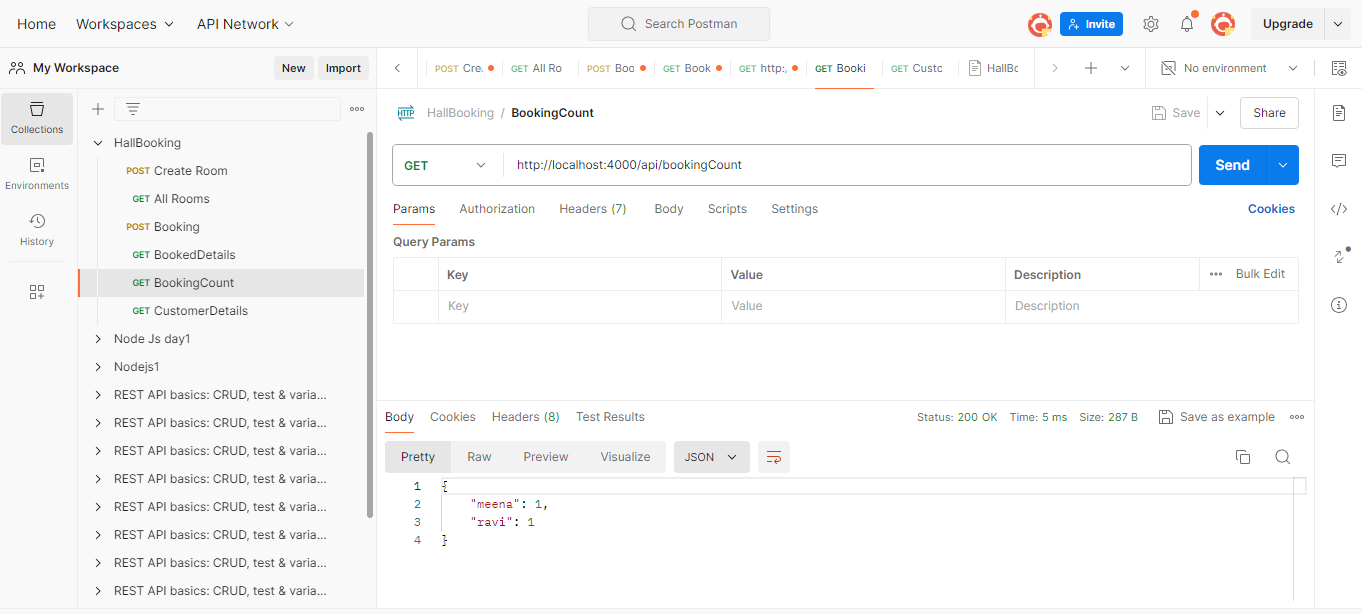 Home Workspaces API Network Search Postman Invite Upgrade
My Workspace New Import
POST Cre. GET All Ro POST Boo GET Book GET http:, GET Booki GET Custo HallBc No environment
Collections
Environments
History
HallBooking
POST Create Room
GET All Rooms
POST Booking
GET BookedDetails
GET BookingCount
GET CustomerDetails
Node Js day1
Nodejs1
REST API basics: CRUD, test & varia...
REST API basics: CRUD, test & varia...
REST API basics: CRUD, test & varia...
REST API basics: CRUD, test & varia...
REST API basics: CRUD, test & varia...
REST API basics: CRUD, test & varia...
REST API basics: CRUD, test & varia...
REST API basics: CRUD, test & varia...
HTTP HallBooking / BookingCount Save Share
GET http://localhost:4000/api/bookingCount Send
Params Authorization Headers (7) Body Scripts Settings Cookies
Query Params
Key Value Description Bulk Edit
Key Value Description
Body Cookies Headers (8) Test Results Status: 200 OK Time: 5 ms Size: 287 B Save as example
Pretty Raw Preview Visualize JSON
1 {
2 "meena": 1,
3 "ravi": 1
4 }